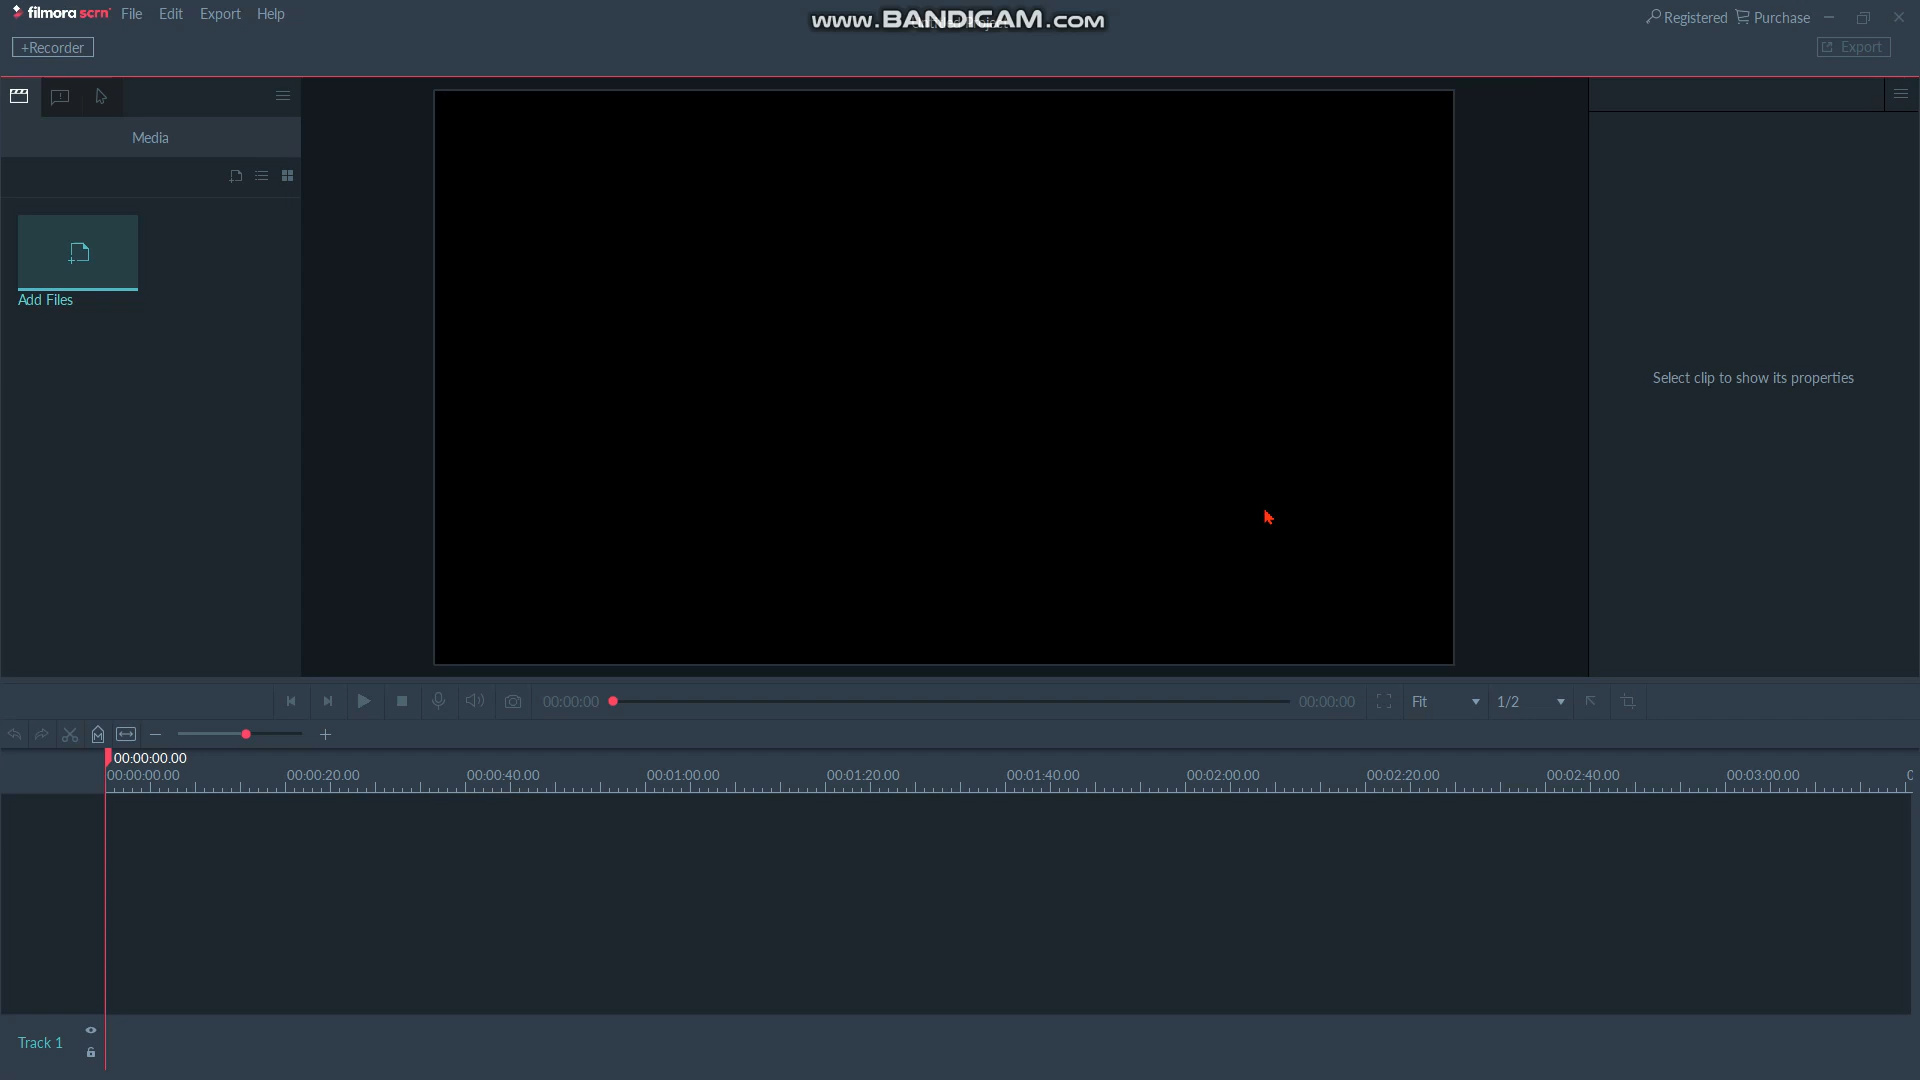 filmora scrn File Edit Export Help
www.BANDICAM.com
Registered Purchase
+Recorder
Export
Media
Add Files
Select clip to show its properties
00:00:00 00:00:00 Fit 1/2
00:00:00.00
00:00:00.00 00:00:20.00 00:00:40.00 00:01:00.00 00:01:20.00 00:01:40.00 00:02:00.00 00:02:20.00 00:02:40.00 00:03:00.00
Track 1